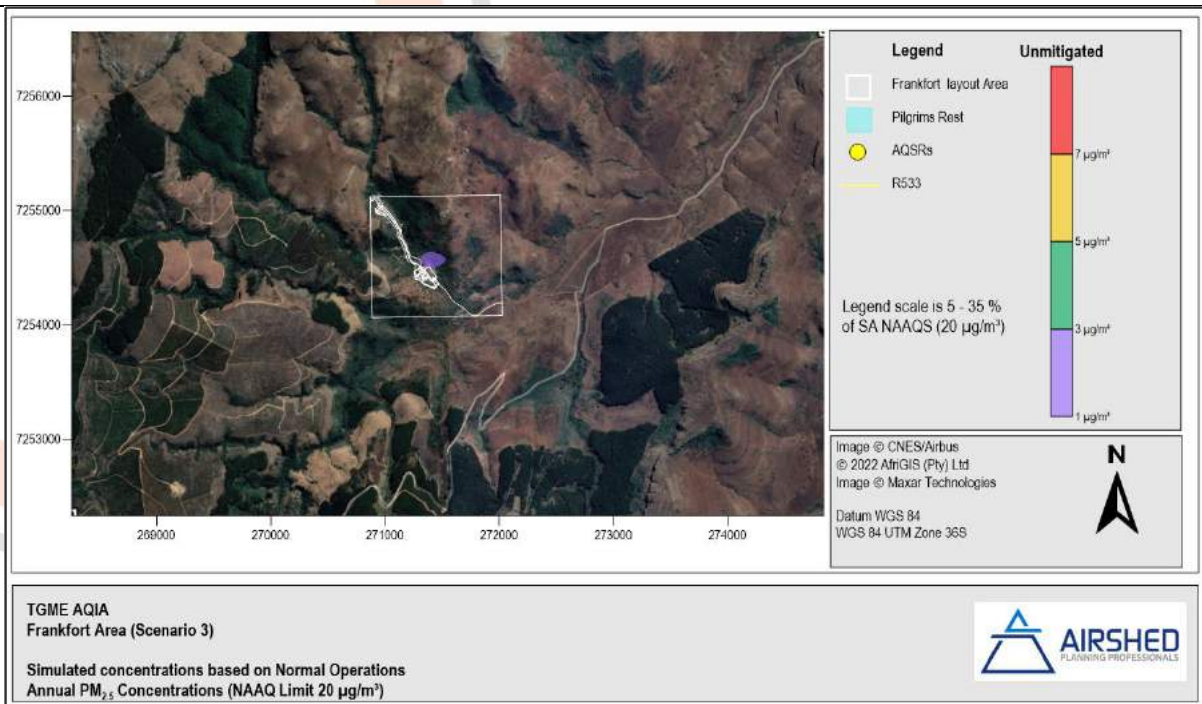 7256000
7255000
7254000
7253000
269000
270000
271000
272000
273000
274000
Legend
Frankfort layout Area
Pilgrims Rest
AQSRs
R533
Legend scale is 5 - 35 %
of SA NAAQS (20 µg/m³)
Unmitigated
7 µg/m³
5 µg/m³
3 µg/m³
1 µg/m³
Image © CNES/Airbus
© 2022 AfriGIS (Pty) Ltd
Image © Maxar Technologies
Datum WGS 84
WGS 84 UTM Zone 36S
N
TGME AQIA
Frankfort Area (Scenario 3)
Simulated concentrations based on Normal Operations
Annual PM₂.₅ Concentrations (NAAQ Limit 20 µg/m³)
AIRSHED
PLANNING PROFESSIONALS